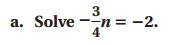 a. Solve −3/4n = −2.